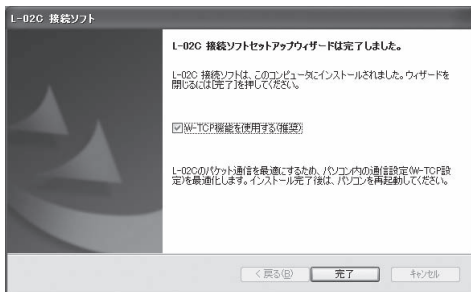 L-02C 接続ソフト
L-02C 接続ソフトセットアップウィザードは完了しました。
L-02C 接続ソフトは、このコンピュータにインストールされました。ウィザードを
閉じるには[完了]を押してください。
W-TCP機能を使用する(推奨)
L-02Cのパケット通信を最適にするため、パソコン内の通信設定(W-TCP設
定)を最適化します。インストール完了後は、パソコンを再起動してください。
< 戻る(B)
完了
キャンセル